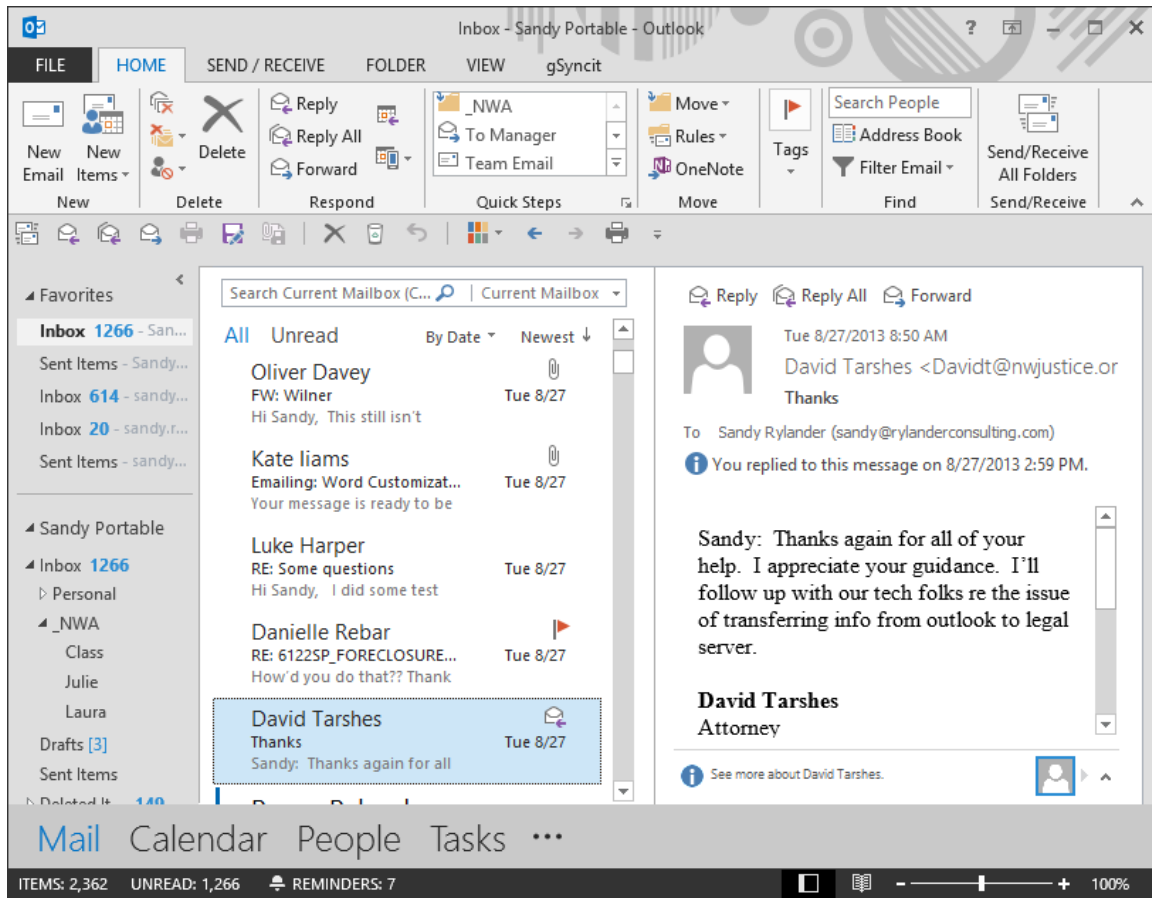 Inbox - Sandy Portable - Outlook
FILE HOME SEND / RECEIVE FOLDER VIEW gSyncit
New Email
New Items
Delete
Reply
Reply All
Forward
_NWA
To Manager
Team Email
Move
Rules
OneNote
Tags
Search People
Address Book
Filter Email
Send/Receive All Folders
New Delete Respond Quick Steps Move Find Send/Receive
Favorites
Inbox 1266 - San...
Sent Items - Sandy...
Inbox 614 - sandy...
Inbox 20 - sandy.r...
Sent Items - sandy...
Sandy Portable
Inbox 1266
Personal
_NWA
Class
Julie
Laura
Drafts [3]
Sent Items
Deleted It... 149
Search Current Mailbox (C... Current Mailbox
All Unread By Date Newest
Oliver Davey
FW: Wilner Tue 8/27
Hi Sandy, This still isn't
Kate Iiams
Emailing: Word Customizat... Tue 8/27
Your message is ready to be
Luke Harper
RE: Some questions Tue 8/27
Hi Sandy, I did some test
Danielle Rebar
RE: 6122SP_FORECLOSURE... Tue 8/27
How'd you do that?? Thank
David Tarshes
Thanks Tue 8/27
Sandy: Thanks again for all
Reply Reply All Forward
Tue 8/27/2013 8:50 AM
David Tarshes <Davidt@nwjustice.or
Thanks
To Sandy Rylander (sandy@rylanderconsulting.com)
You replied to this message on 8/27/2013 2:59 PM.
Sandy: Thanks again for all of your
help. I appreciate your guidance. I'll
follow up with our tech folks re the issue
of transferring info from outlook to legal
server.
David Tarshes
Attorney
See more about David Tarshes.
Mail Calendar People Tasks ...
ITEMS: 2,362 UNREAD: 1,266 REMINDERS: 7 100%